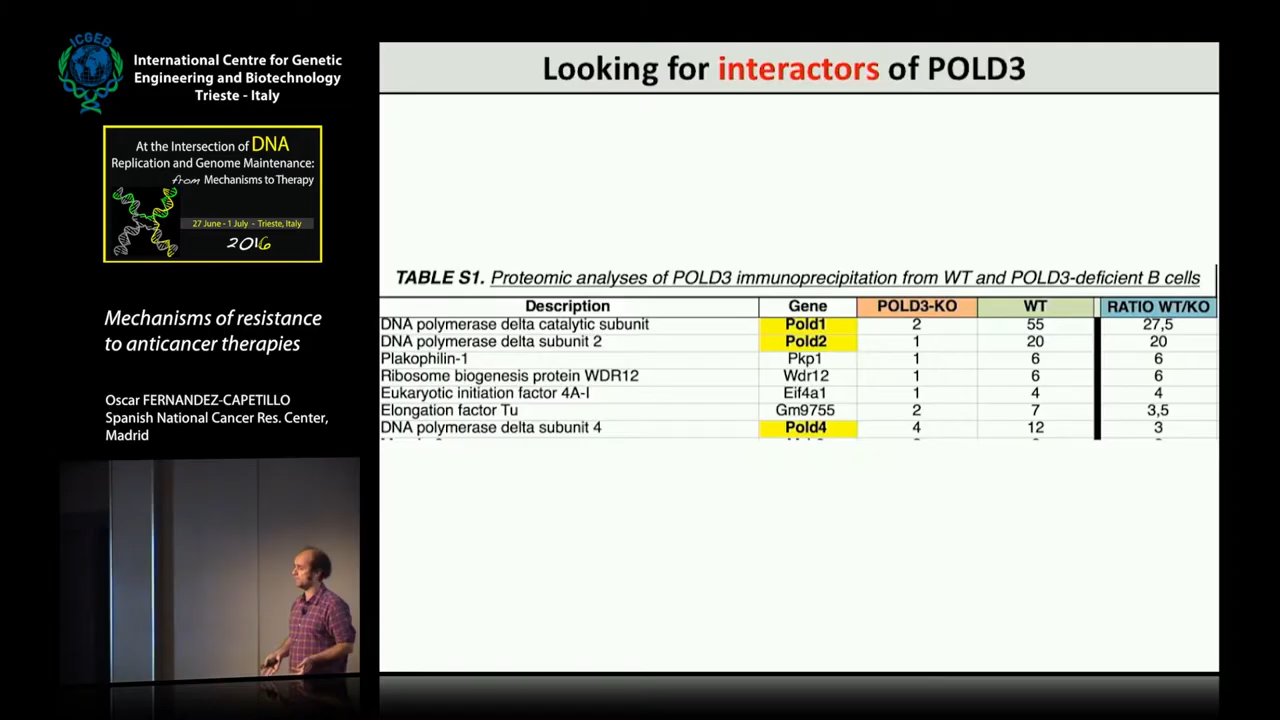 ICGEB
International Centre for Genetic
Engineering and Biotechnology
Trieste - Italy
At the Intersection of DNA
Replication and Genome Maintenance:
from Mechanisms to Therapy
27 June - 1 July - Trieste, Italy
2016
Mechanisms of resistance
to anticancer therapies
Oscar FERNANDEZ-CAPETILLO
Spanish National Cancer Res. Center,
Madrid
Looking for interactors of POLD3
TABLE S1. Proteomic analyses of POLD3 immunoprecipitation from WT and POLD3-deficient B cells
Description Gene POLD3-KO WT RATIO WT/KO
DNA polymerase delta catalytic subunit Pold1 2 55 27,5
DNA polymerase delta subunit 2 Pold2 1 20 20
Plakophilin-1 Pkp1 1 6 6
Ribosome biogenesis protein WDR12 Wdr12 1 6 6
Eukaryotic initiation factor 4A-I Eif4a1 1 4 4
Elongation factor Tu Gm9755 2 7 3,5
DNA polymerase delta subunit 4 Pold4 4 12 3